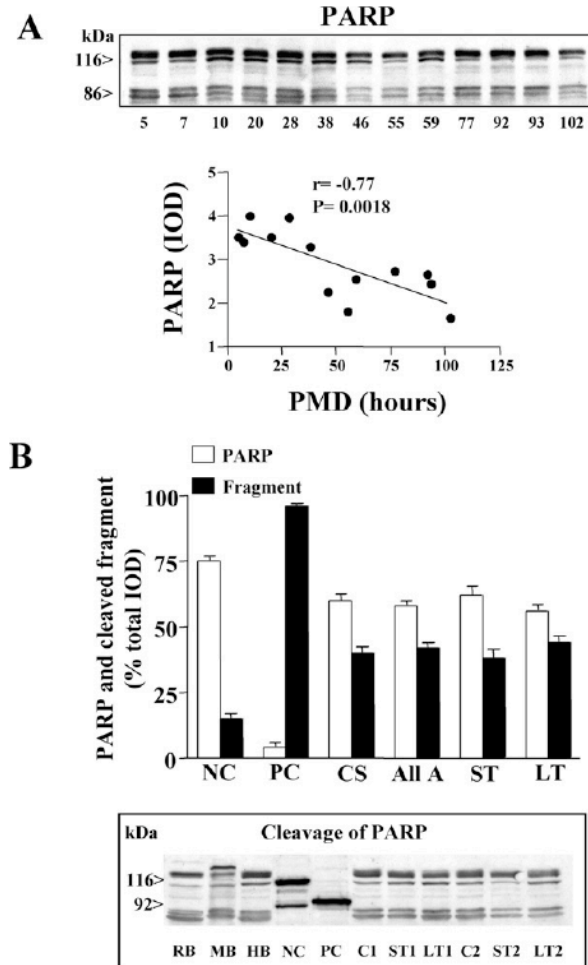 A
PARP
kDa
116>
86>
5 7 10 20 28 38 46 55 59 77 92 93 102
r= -0.77
P= 0.0018
PARP (IOD)
5
4
3
2
1
0 25 50 75 100 125
PMD (hours)
B
PARP
Fragment
PARP and cleaved fragment
(% total IOD)
100
75
50
25
0
NC PC CS All A ST LT
kDa Cleavage of PARP
116>
92>
RB MB HB NC PC C1 ST1 LT1 C2 ST2 LT2